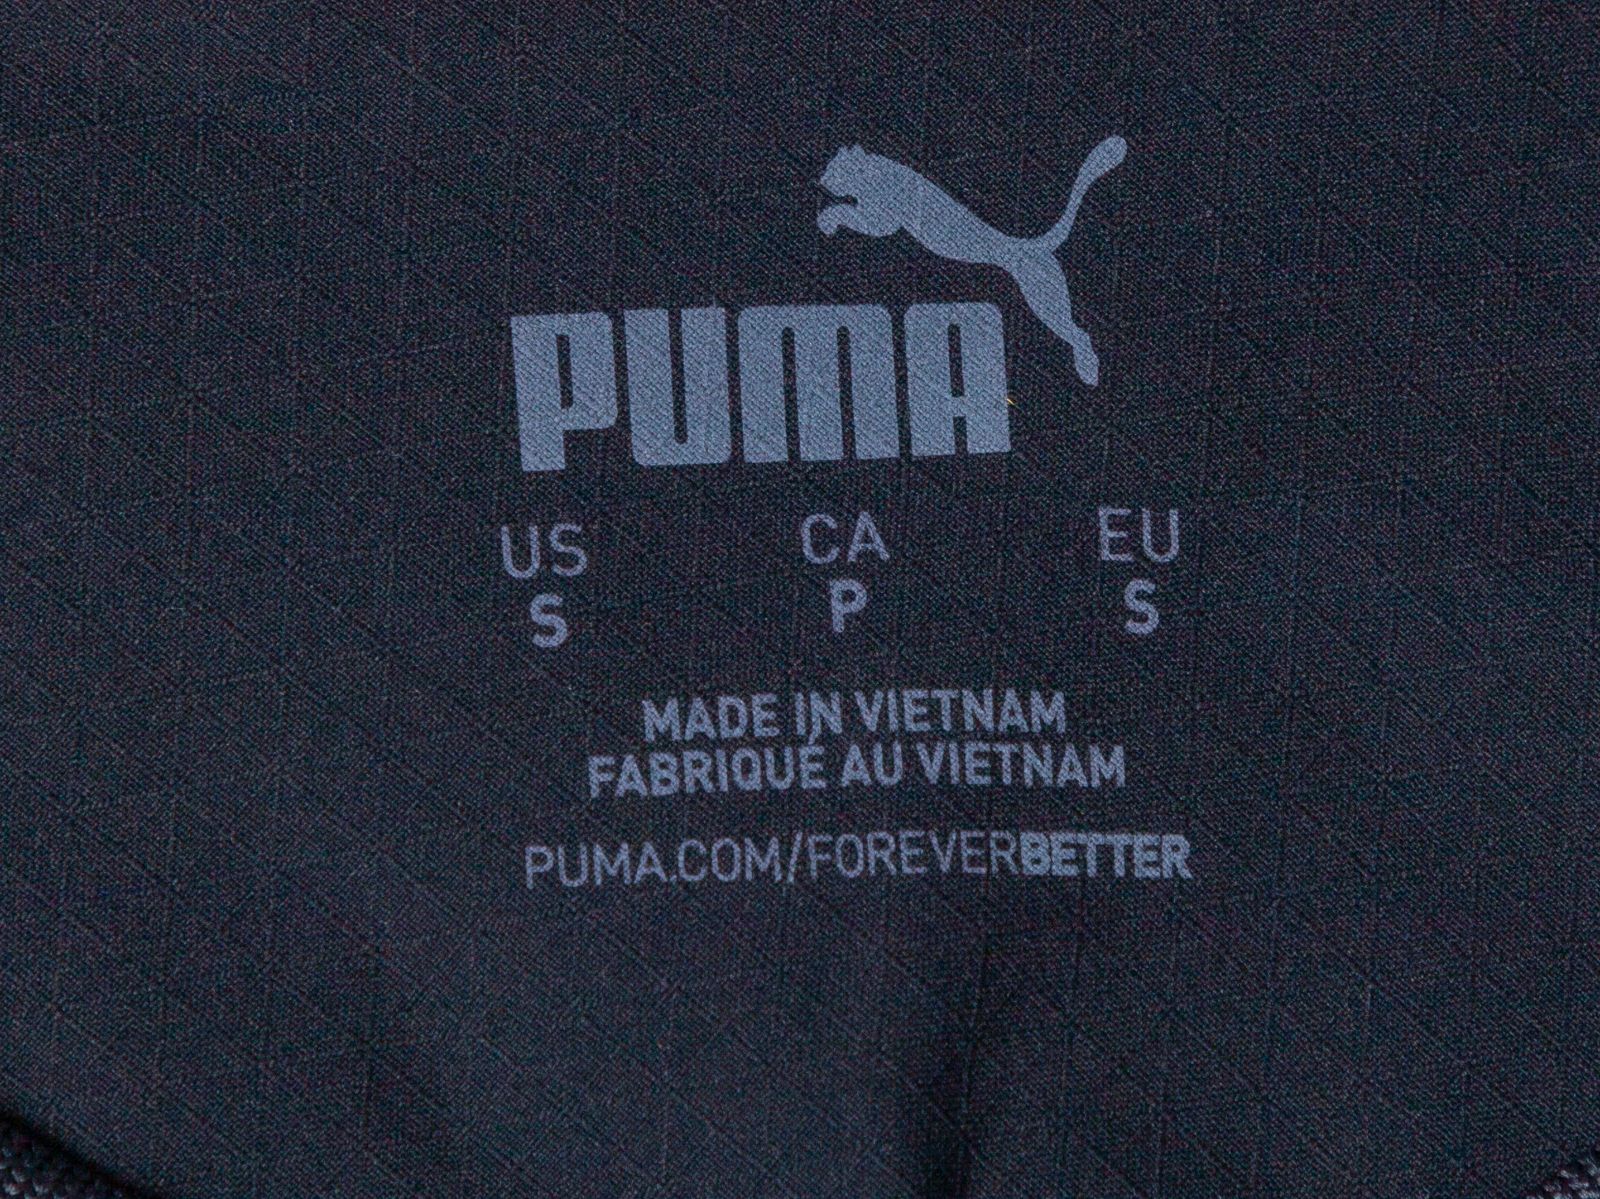 PUMA
US CA EU
S P S
MADE IN VIETNAM
FABRIQUÉ AU VIETNAM
PUMA.COM/FOREVERBETTER